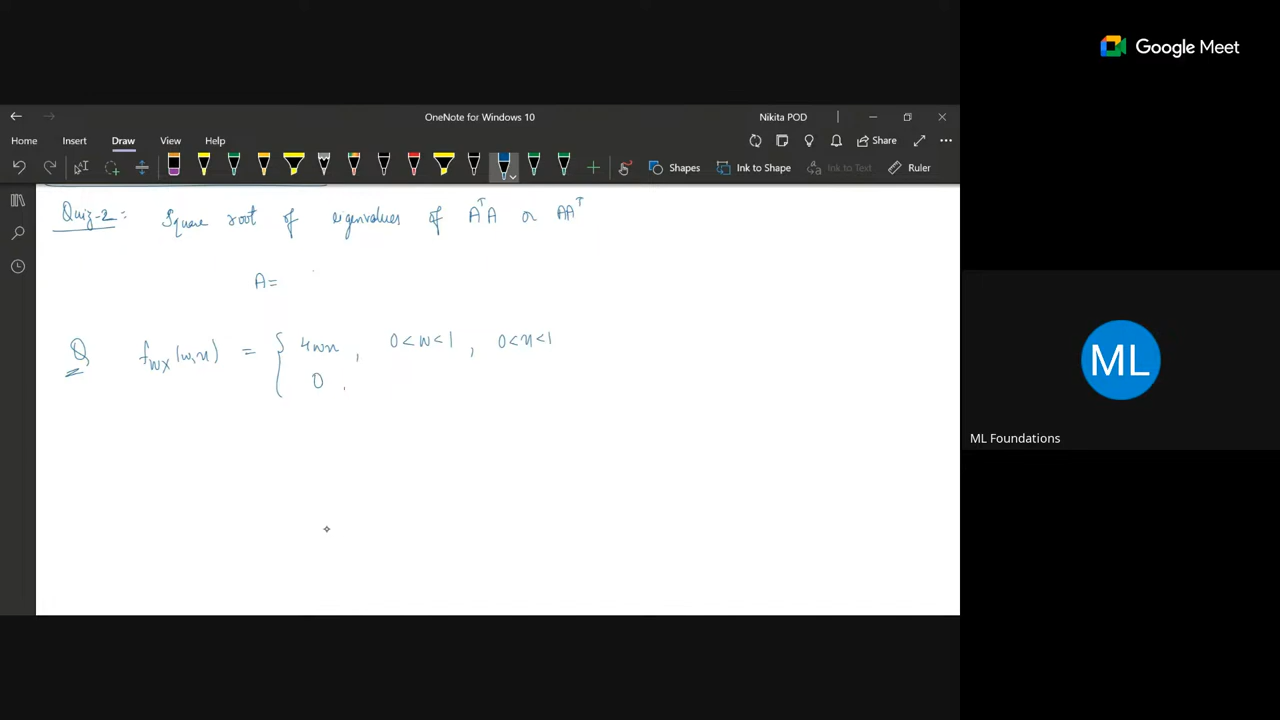 Google Meet
OneNote for Windows 10
Nikita POD
Home Insert Draw View Help
Share
Shapes
Ink to Shape
Ink to Text
Ruler
Quiz-2: Square root of eigenvalues of AᵀA or AAᵀ
A=
Q f_WX(w,x) = { 4wx, 0<w<1, 0<x<1
0,
ML
ML Foundations